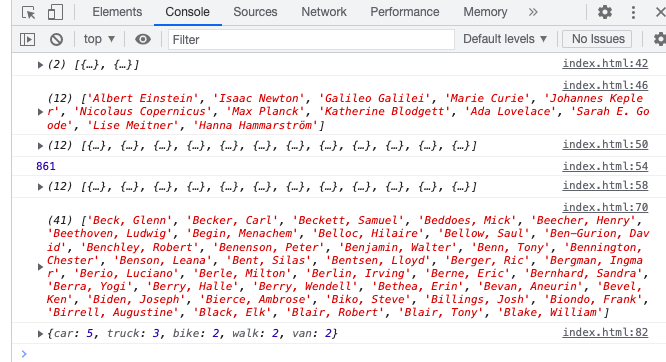 Elements Console Sources Network Performance Memory »
top Filter Default levels No Issues
(2) [{…}, {…}] index.html:42
index.html:46
(12) ['Albert Einstein', 'Isaac Newton', 'Galileo Galilei', 'Marie Curie', 'Johannes Keple
r', 'Nicolaus Copernicus', 'Max Planck', 'Katherine Blodgett', 'Ada Lovelace', 'Sarah E. Go
ode', 'Lise Meitner', 'Hanna Hammarström']
(12) [{…}, {…}, {…}, {…}, {…}, {…}, {…}, {…}, {…}, {…}, {…}, {…}] index.html:50
861 index.html:54
(12) [{…}, {…}, {…}, {…}, {…}, {…}, {…}, {…}, {…}, {…}, {…}, {…}] index.html:58
index.html:70
(41) ['Beck, Glenn', 'Becker, Carl', 'Beckett, Samuel', 'Beddoes, Mick', 'Beecher, Henry',
'Beethoven, Ludwig', 'Begin, Menachem', 'Belloc, Hilaire', 'Bellow, Saul', 'Ben-Gurion, Dav
id', 'Benchley, Robert', 'Benenson, Peter', 'Benjamin, Walter', 'Benn, Tony', 'Bennington,
Chester', 'Benson, Leana', 'Bent, Silas', 'Bentsen, Lloyd', 'Berger, Ric', 'Bergman, Ingma
r', 'Berio, Luciano', 'Berle, Milton', 'Berlin, Irving', 'Berne, Eric', 'Bernhard, Sandra',
'Berra, Yogi', 'Berry, Halle', 'Berry, Wendell', 'Bethea, Erin', 'Bevan, Aneurin', 'Bevel,
Ken', 'Biden, Joseph', 'Bierce, Ambrose', 'Biko, Steve', 'Billings, Josh', 'Biondo, Frank',
'Birrell, Augustine', 'Black, Elk', 'Blair, Robert', 'Blair, Tony', 'Blake, William']
{car: 5, truck: 3, bike: 2, walk: 2, van: 2} index.html:82